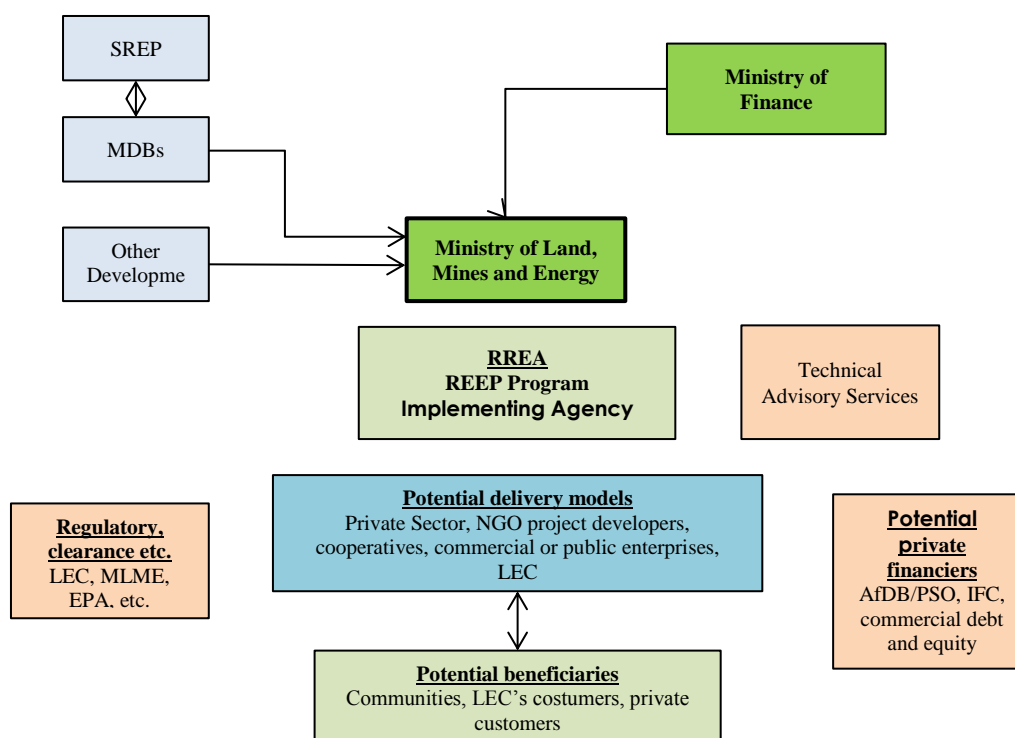 SREP
Ministry of
Finance
MDBs
Other
Developme
Ministry of Land,
Mines and Energy
RREA
REEP Program
Implementing Agency
Technical
Advisory Services
Regulatory,
clearance etc.
LEC, MLME,
EPA, etc.
Potential delivery models
Private Sector, NGO project developers,
cooperatives, commercial or public enterprises,
LEC
Potential
private
financiers
AfDB/PSO, IFC,
commercial debt
and equity
Potential beneficiaries
Communities, LEC’s costumers, private
customers